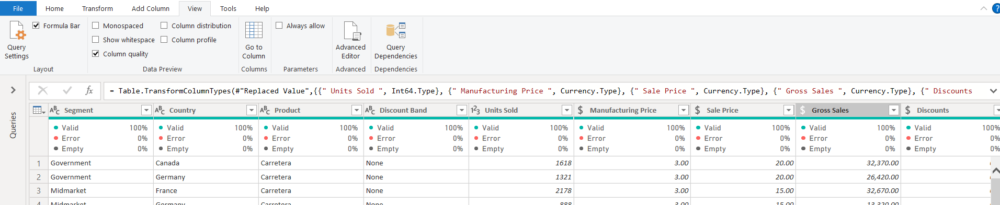 File Home Transform Add Column View Tools Help
Formula Bar Monospaced Column distribution Always allow
Show whitespace Column profile
Query Settings Column quality Go to Column Advanced Editor Query Dependencies
Layout Data Preview Columns Parameters Advanced Dependencies
fx = Table.TransformColumnTypes(#"Replaced Value",{{" Units Sold ", Int64.Type}, {" Manufacturing Price ", Currency.Type}, {" Sale Price ", Currency.Type}, {" Gross Sales ", Currency.Type}, {" Discounts
Queries
ABC Segment ABC Country ABC Product ABC Discount Band 123 Units Sold $ Manufacturing Price $ Sale Price $ Gross Sales $ Discounts
Valid 100% Valid 100% Valid 100% Valid 100% Valid 100% Valid 100% Valid 100% Valid 100% Valid 100%
Error 0% Error 0% Error 0% Error 0% Error 0% Error 0% Error 0% Error 0% Error 0%
Empty 0% Empty 0% Empty 0% Empty 0% Empty 0% Empty 0% Empty 0% Empty 0% Empty 0%
1 Government Canada Carretera None 1618 3.00 20.00 32,370.00
2 Government Germany Carretera None 1321 3.00 20.00 26,420.00
3 Midmarket France Carretera None 2178 3.00 15.00 32,670.00
4 Midmarket Germany Carretera None 888 3.00 15.00 13,320.00